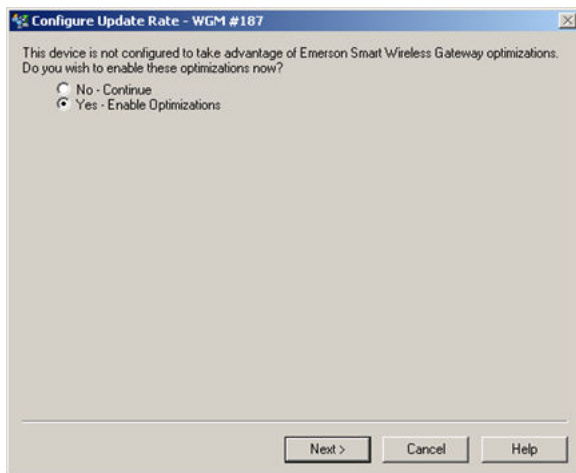 Configure Update Rate - WGM #187
This device is not configured to take advantage of Emerson Smart Wireless Gateway optimizations.
Do you wish to enable these optimizations now?
No - Continue
Yes - Enable Optimizations
Next >
Cancel
Help